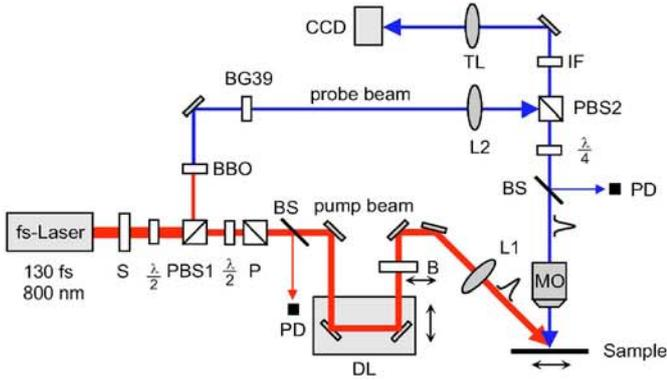 CCD
TL
IF
BG39
probe beam
L2
PBS2
λ
4
BBO
BS
PD
BS
pump beam
fs-Laser
L1
S
λ
2
PBS1
λ
2
P
B
MO
130 fs
800 nm
PD
DL
Sample